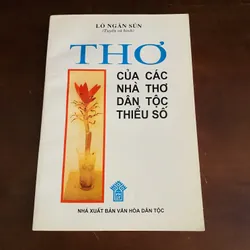 LÒ NGÂN SỦN
(Tuyển và bình)
THƠ
CỦA CÁC
NHÀ THƠ
DÂN TỘC
THIỂU SỐ
NHÀ XUẤT BẢN VĂN HÓA DÂN TỘC